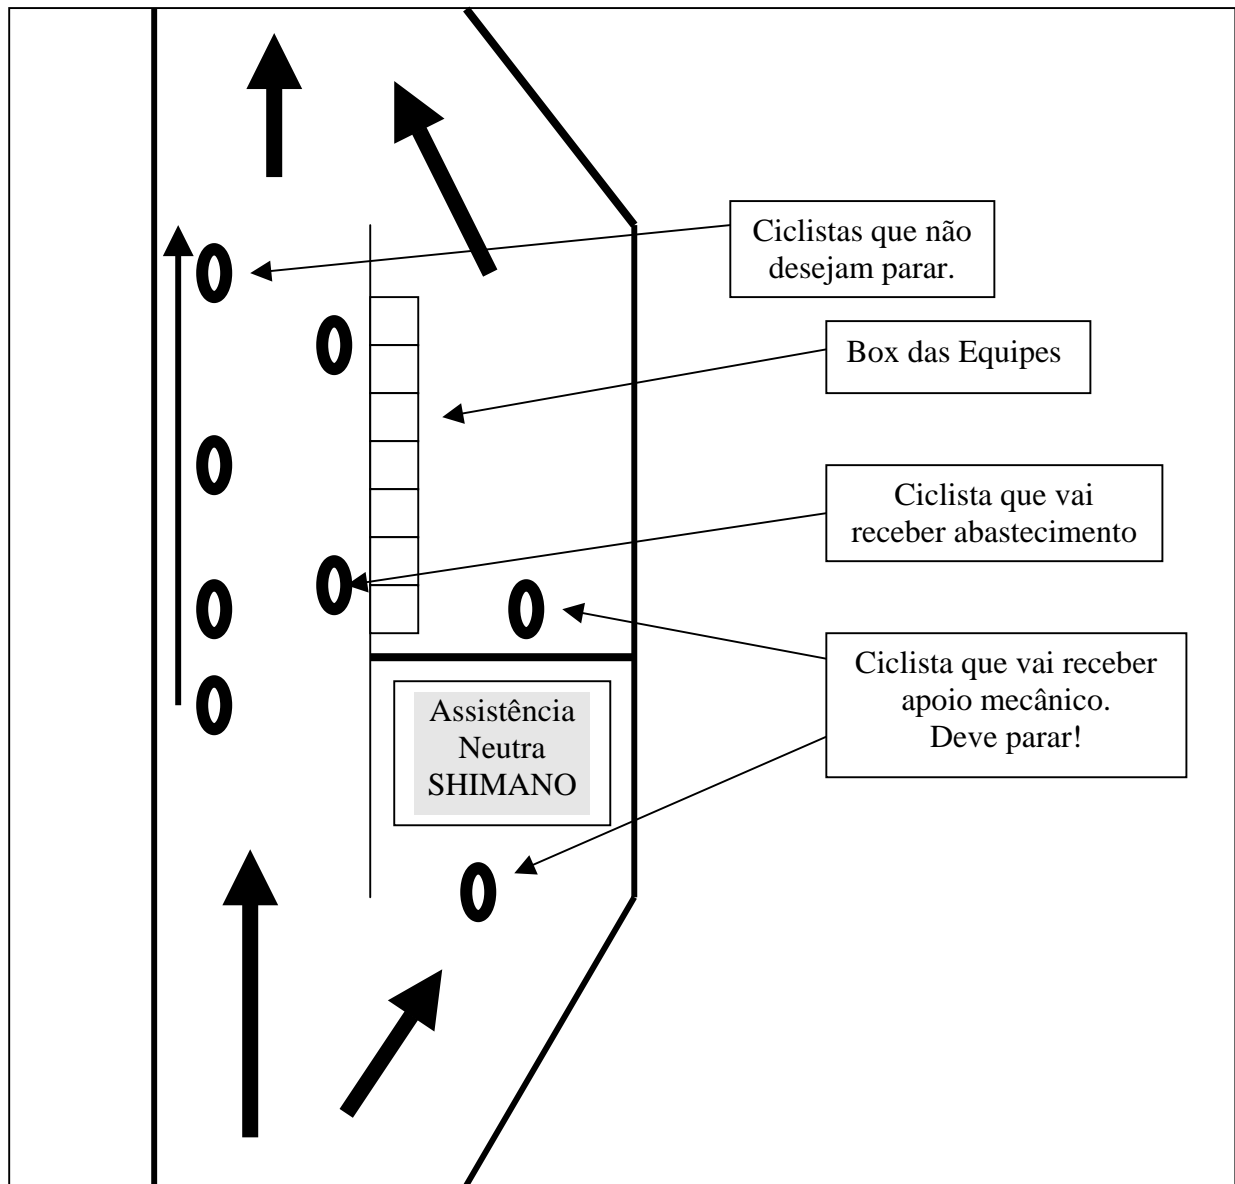 Ciclistas que não
desejam parar.
Box das Equipes
Ciclista que vai
receber abastecimento
Ciclista que vai receber
apoio mecânico.
Deve parar!
Assistência
Neutra
SHIMANO